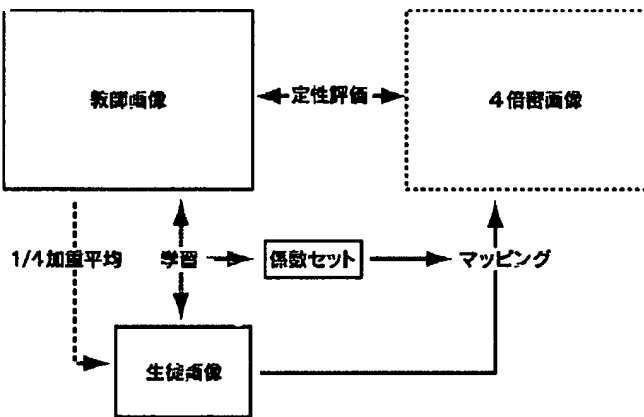 教師画像
定性評価
4倍密画像
1/4加重平均
学習
係数セット
マッピング
生徒画像